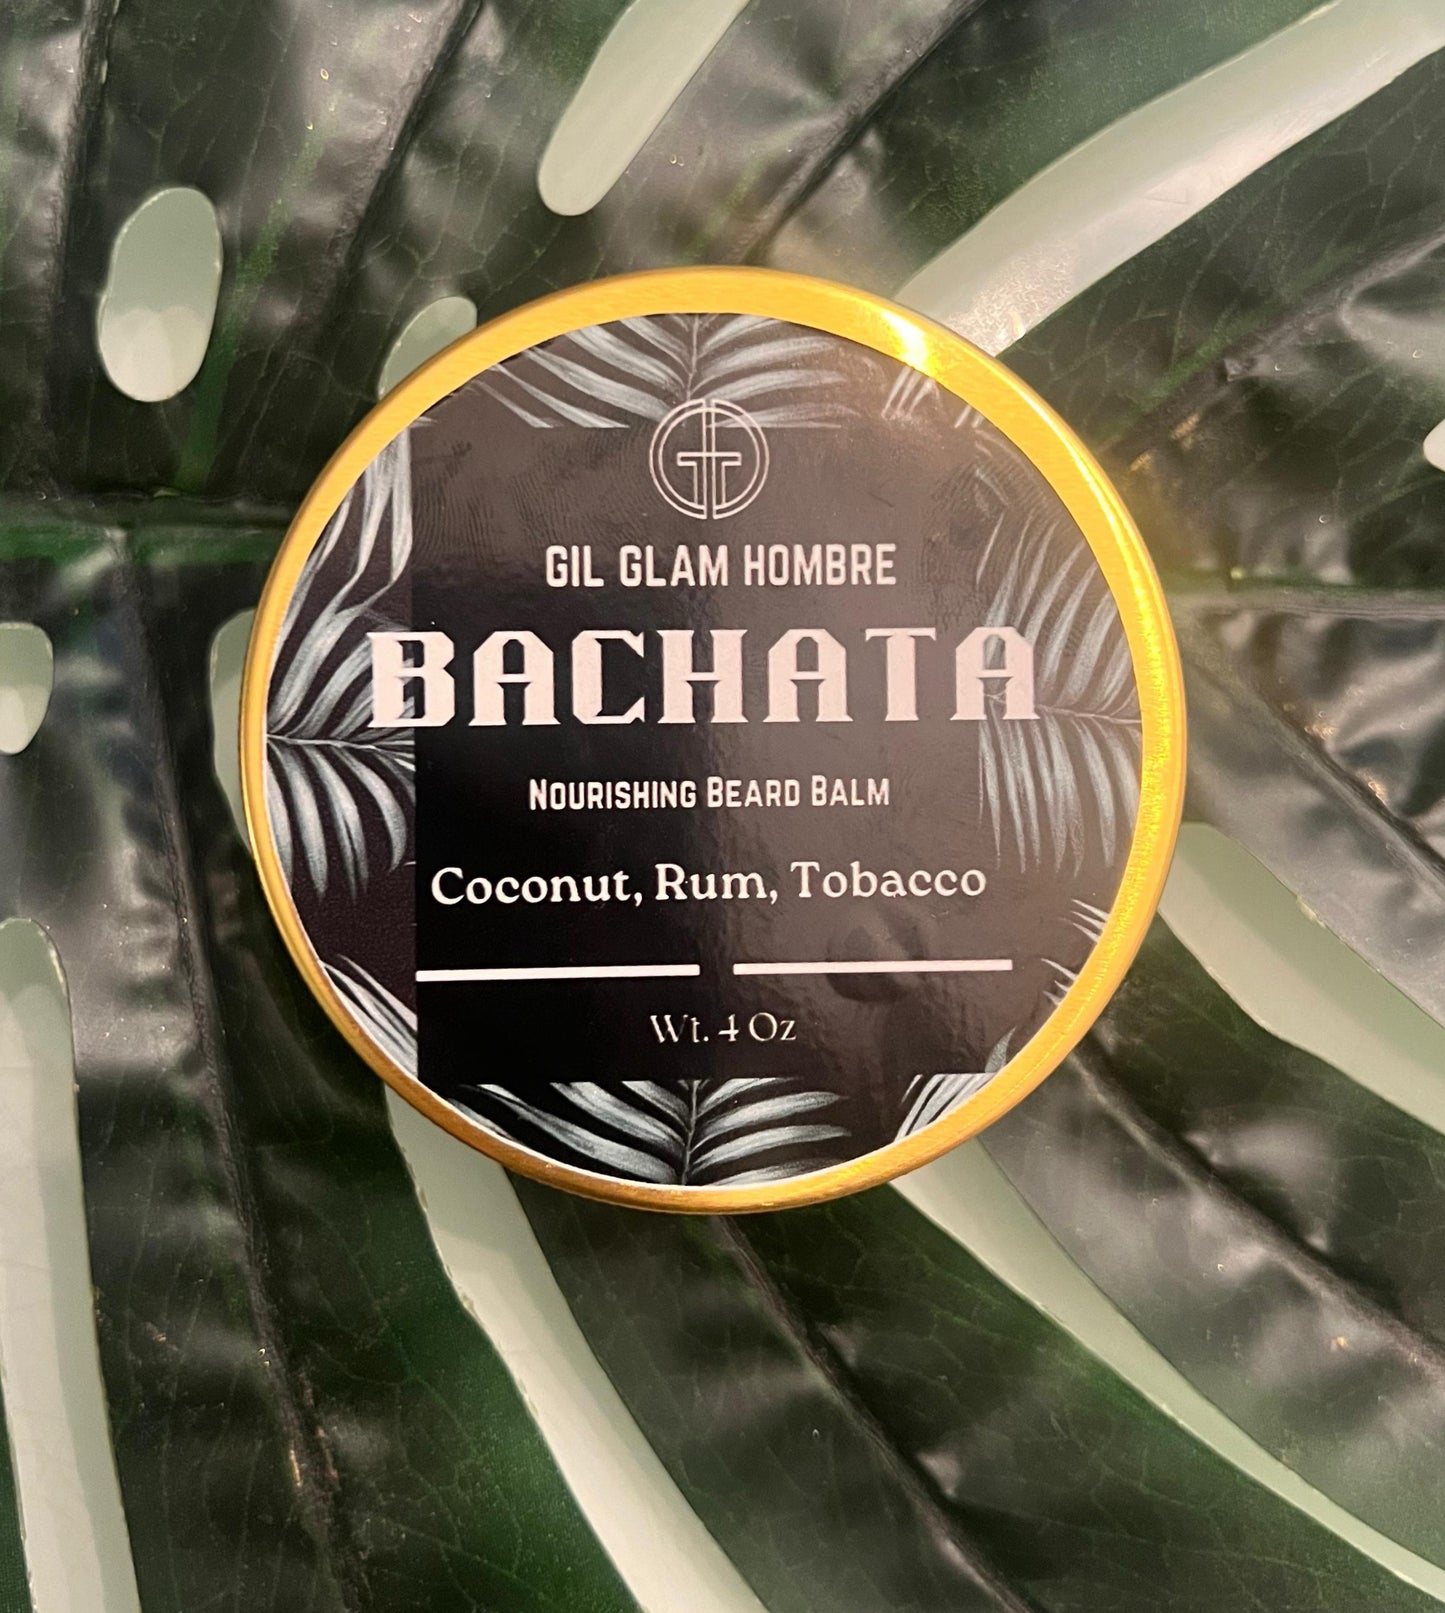 GIL GLAM HOMBRE
BACHATA
Nourishing Beard Balm
Coconut, Rum, Tobacco
Wt. 4 Oz